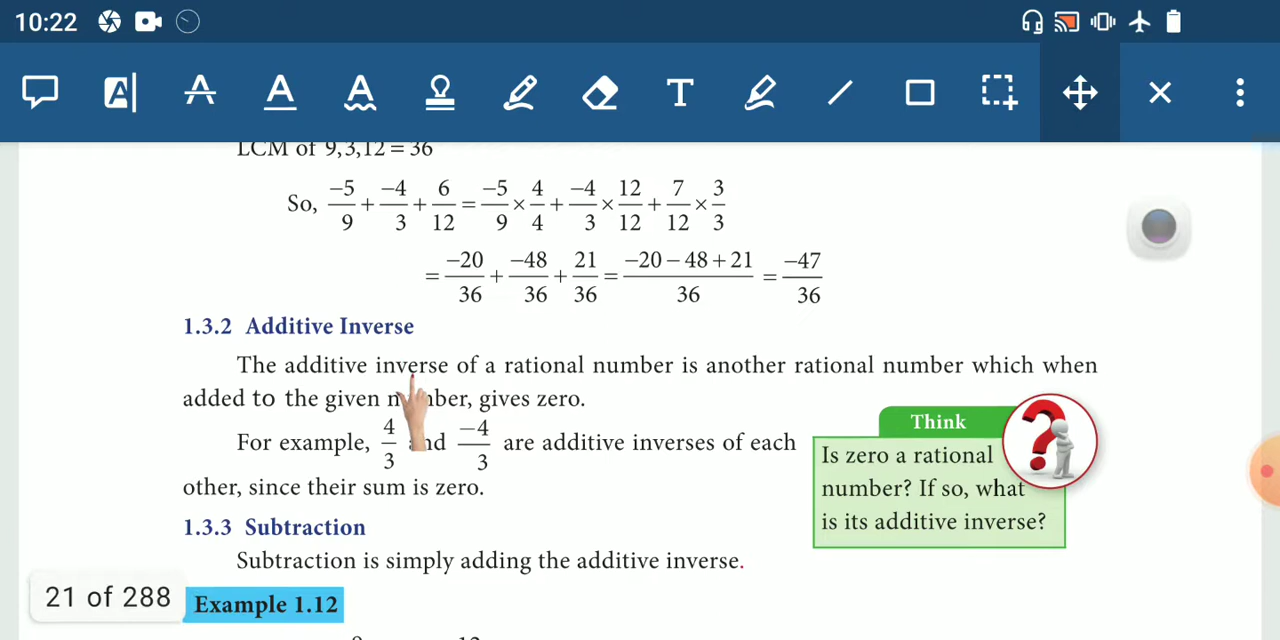 10:22
LCM of 9,3,12 = 36
So, −5/9 + −4/3 + 6/12 = −5/9 × 4/4 + −4/3 × 12/12 + 7/12 × 3/3
= −20/36 + −48/36 + 21/36 = −20 − 48 + 21/36 = −47/36
1.3.2 Additive Inverse
The additive inverse of a rational number is another rational number which when
added to the given number, gives zero.
For example, 4/3 and −4/3 are additive inverses of each
other, since their sum is zero.
Think
Is zero a rational
number? If so, what
is its additive inverse?
1.3.3 Subtraction
Subtraction is simply adding the additive inverse.
21 of 288
Example 1.12